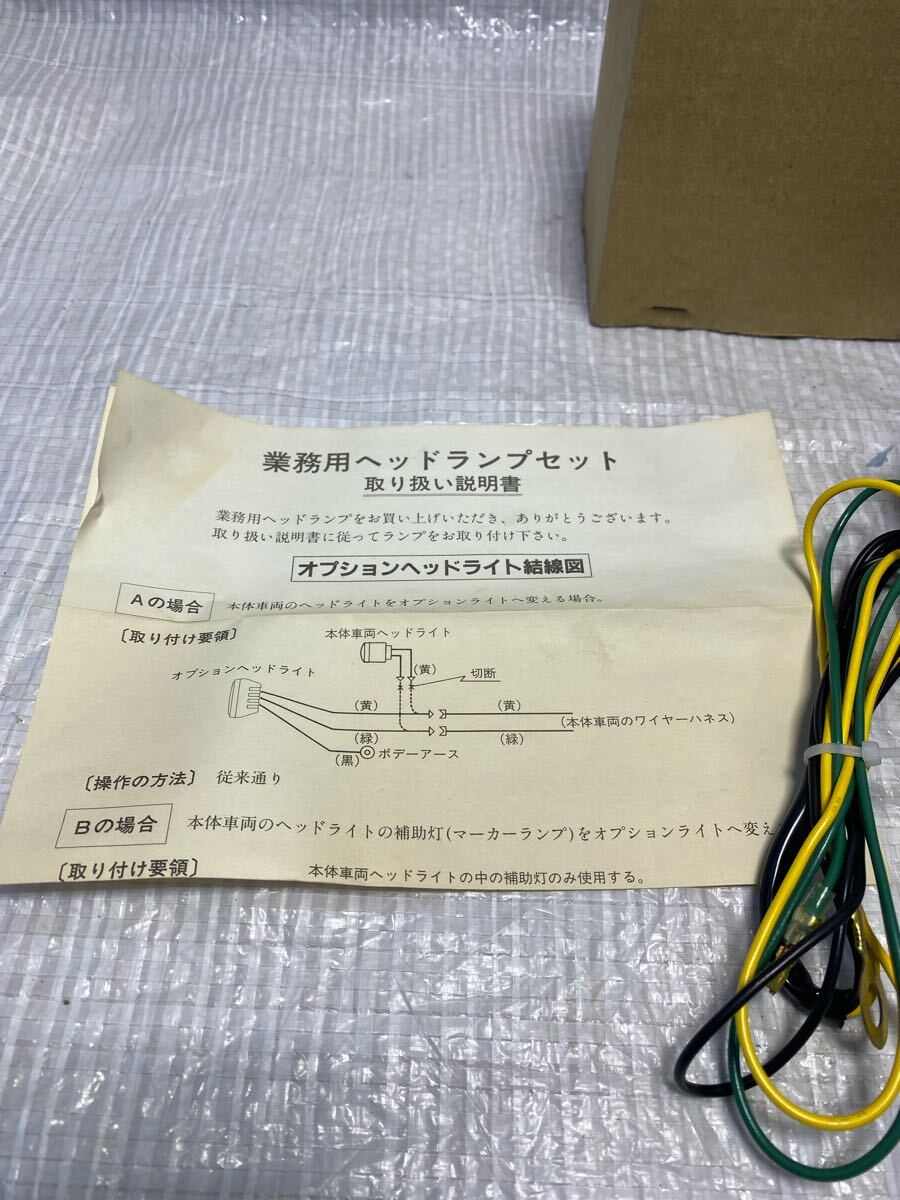 業務用ヘッドランプセット
取り扱い説明書
業務用ヘッドランプをお買い上げいただき、ありがとうございます。
取り扱い説明書に従ってランプをお取り付け下さい。
オプションヘッドライト結線図
Aの場合 本体車両のヘッドライトをオプションライトへ変える場合。
〔取り付け要領〕
本体車両ヘッドライト
オプションヘッドライト
(黄)
切断
(黄)
(黄)
(本体車両のワイヤーハネス)
(緑)
(緑)
(黒)
ボデーアース
〔操作の方法〕 従来通り
Bの場合 本体車両のヘッドライトの補助灯(マーカーランプ)をオプションライトへ変え
〔取り付け要領〕 本体車両ヘッドライトの中の補助灯のみ使用する。